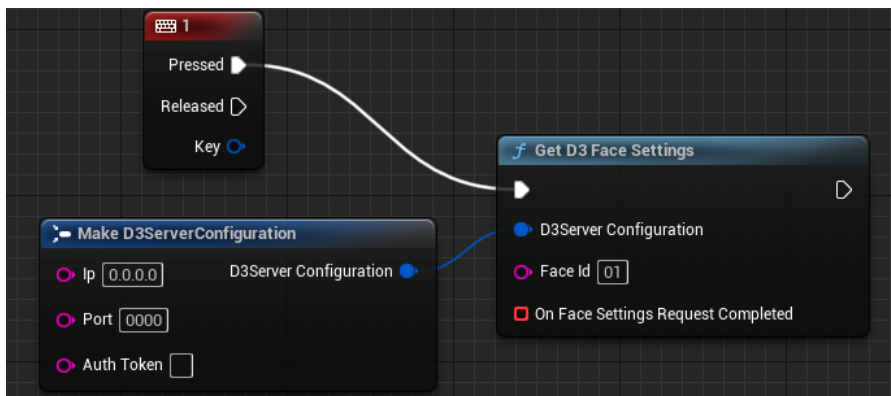 1
Pressed
Released
Key
Get D3 Face Settings
D3Server Configuration
Face Id 01
On Face Settings Request Completed
Make D3ServerConfiguration
Ip 0.0.0.0 D3Server Configuration
Port 0000
Auth Token